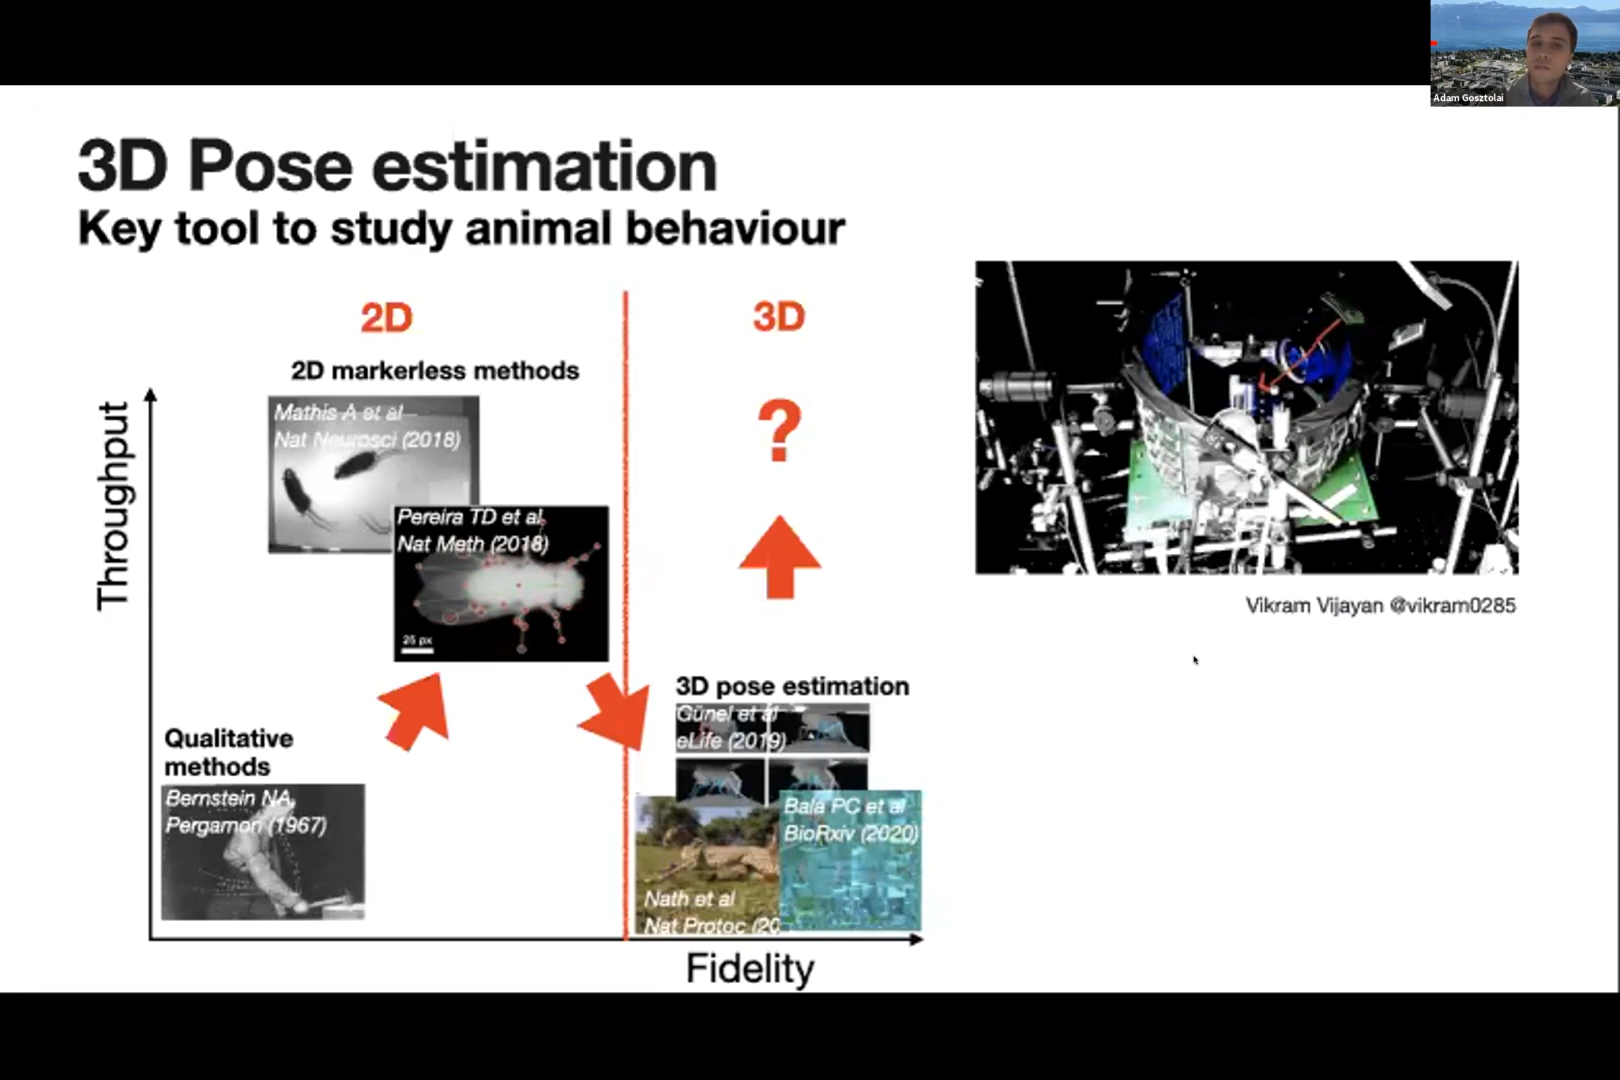 Adam Gosztolai
3D Pose estimation
Key tool to study animal behaviour
2D
3D
2D markerless methods
?
Throughput
Mathis A et al
Nat Neurosci (2018)
Pereira TD et al,
Nat Meth (2018)
25 px
Vikram Vijayan @vikram0285
3D pose estimation
Günel et al
eLife (2019)
Qualitative
methods
Bernstein NA,
Pergamon (1967)
Bala PC et al
BioRxiv (2020)
Nath et al
Nat Protoc (20
Fidelity